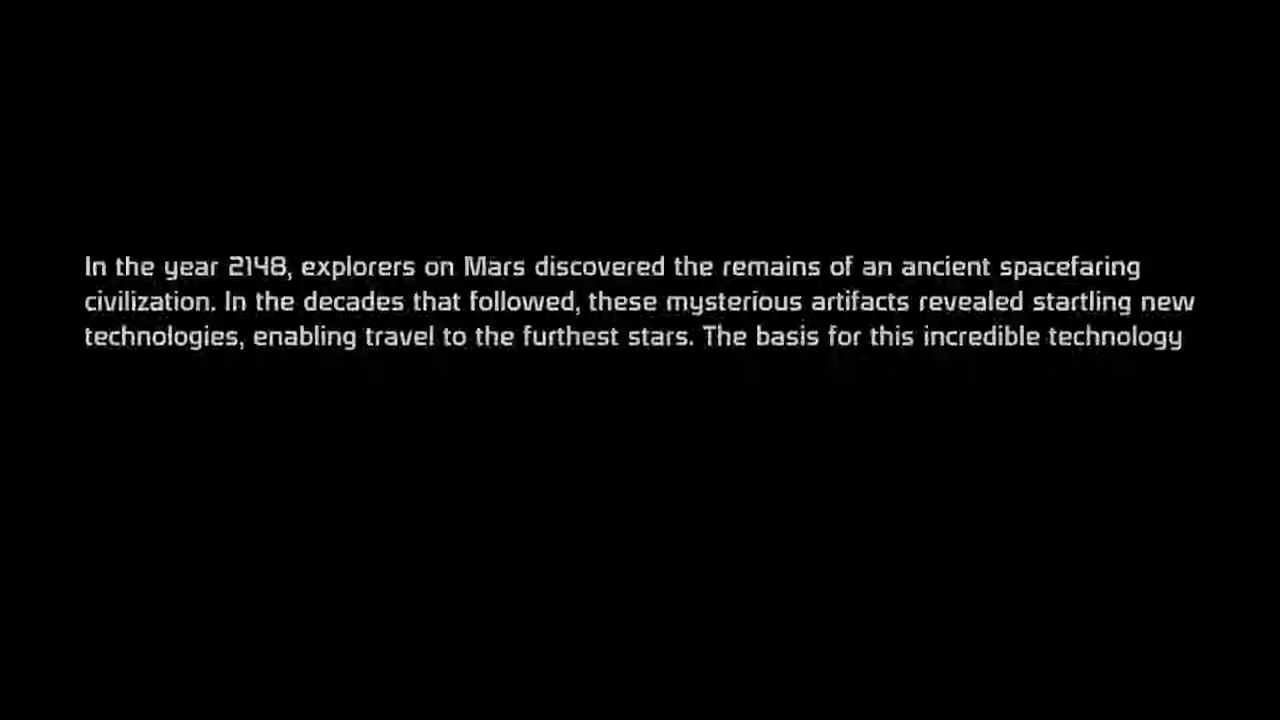 In the year 2148, explorers on Mars discovered the remains of an ancient spacefaring
civilization. In the decades that followed, these mysterious artifacts revealed startling new
technologies, enabling travel to the furthest stars. The basis for this incredible technology